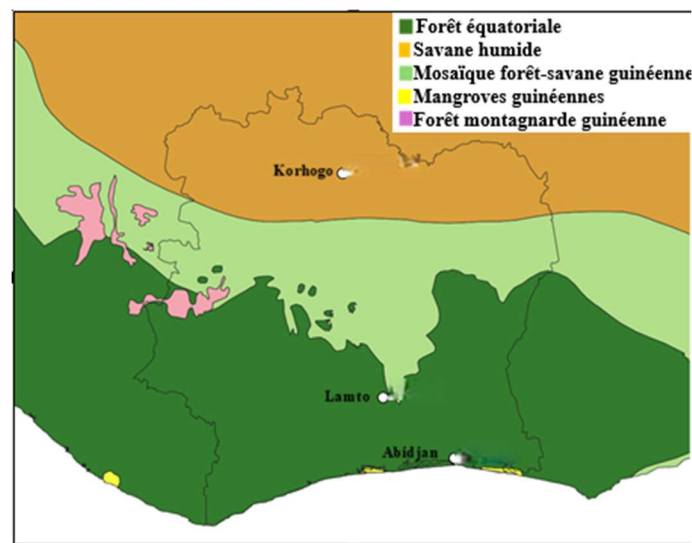 Forêt équatoriale
Savane humide
Mosaïque forêt-savane guinéenne
Mangroves guinéennes
Forêt montagnarde guinéenne
Korhogo
Lamto
Abidjan